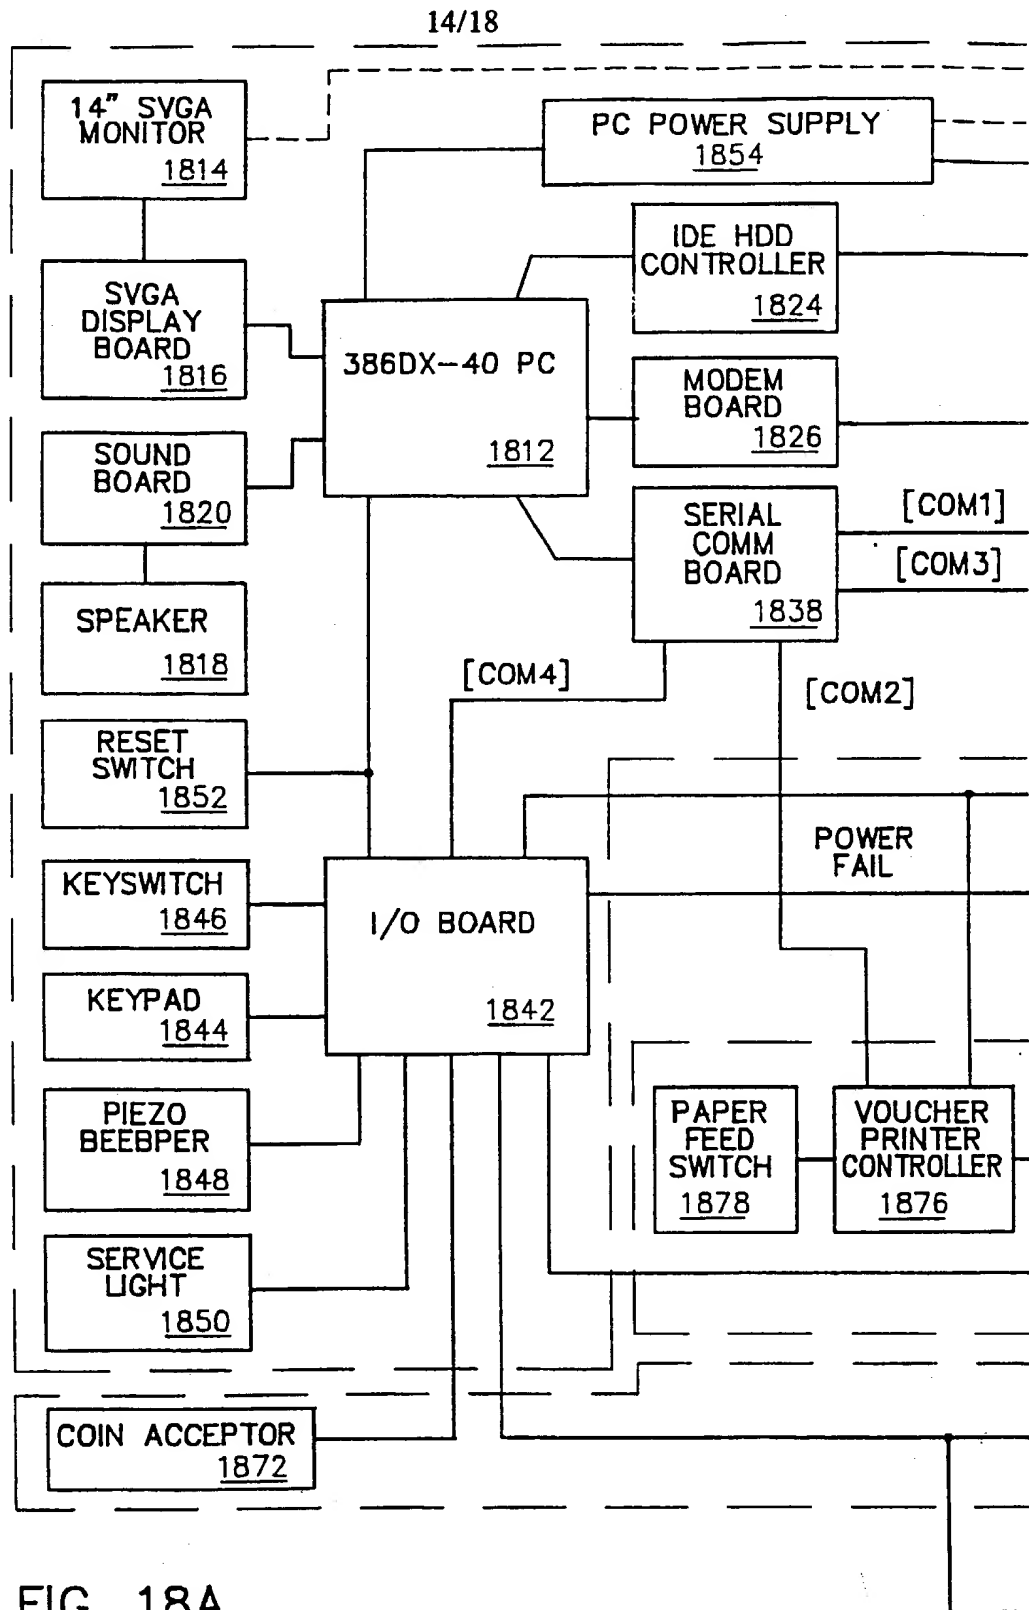 14/18
14" SVGA
MONITOR
1814
PC POWER SUPPLY
1854
IDE HDD
CONTROLLER
1824
SVGA
DISPLAY
BOARD
1816
386DX-40 PC
1812
MODEM
BOARD
1826
SOUND
BOARD
1820
SERIAL
COMM
BOARD
1838
[COM1]
[COM3]
SPEAKER
1818
[COM4]
[COM2]
RESET
SWITCH
1852
POWER
FAIL
KEYSWITCH
1846
I/O BOARD
1842
KEYPAD
1844
PIEZO
BEEBPER
1848
PAPER
FEED
SWITCH
1878
VOUCHER
PRINTER
CONTROLLER
1876
SERVICE
LIGHT
1850
COIN ACCEPTOR
1872
FIG. 18A